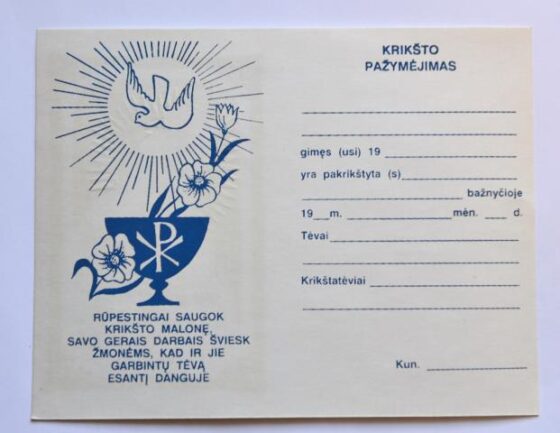 RŪPESTINGAI SAUGOK
KRIKŠTO MALONĘ,
SAVO GERAIS DARBAIS ŠVIESK
ŽMONĖMS, KAD IR JIE
GARBINTŲ TĖVĄ
ESANTĮ DANGUJE
KRIKŠTO
PAŽYMĖJIMAS
gimęs (usi) 19
yra pakrikštyta (s)
bažnyčioje
19 m. mėn. d.
Tėvai
Krikštatėviai
Kun.